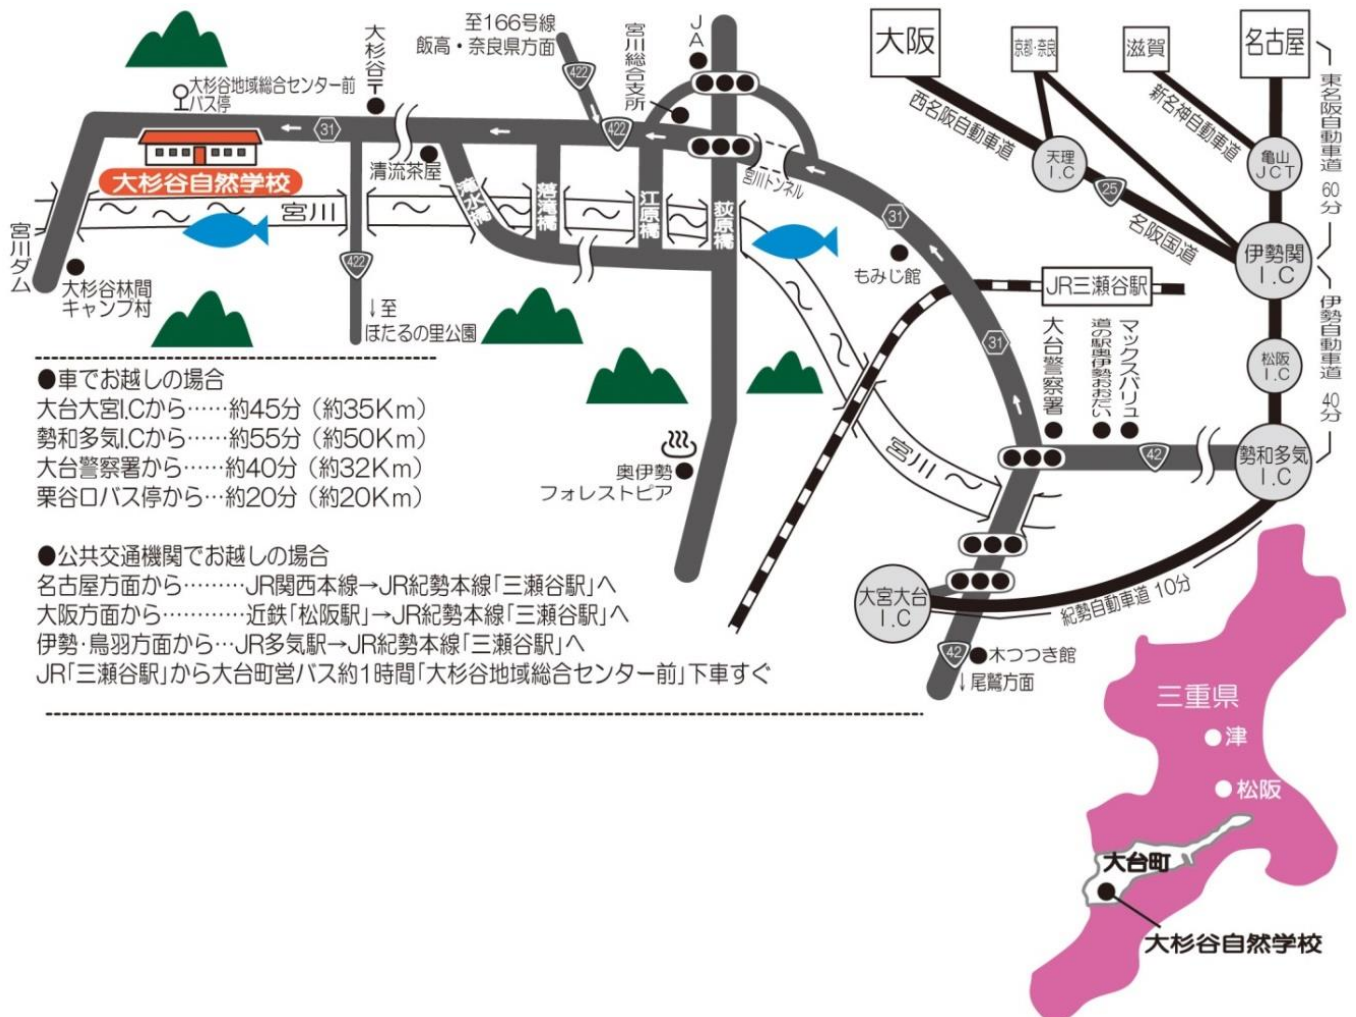 至166号線
飯高・奈良県方面
422
大杉谷〒
宮川総合支所
JA
大杉谷地域総合センター前
バス停
31
422
大杉谷自然学校
清流茶屋
宮川
滝水橋
落滝橋
江原橋
荻原橋
宮川トンネル
宮川ダム
大杉谷林間
キャンプ村
422
↓至
ほたるの里公園
奥伊勢
フォレストピア
31
もみじ館
JR三瀬谷駅
31
大台警察署
道の駅奥伊勢おおだい
マックスバリュ
42
宮川
大宮大台
I.C
紀勢自動車道 10分
42
木つつき館
↓尾鷲方面
大阪
京都・奈良
滋賀
名古屋
西名阪自動車道
新名神自動車道
東名阪自動車道 60分
天理
I.C
亀山
JCT
25
名阪国道
伊勢関
I.C
伊勢自動車道 40分
松阪
I.C
勢和多気
I.C
●車でお越しの場合
大台大宮I.Cから……約45分（約35Km）
勢和多気I.Cから……約55分（約50Km）
大台警察署から……約40分（約32Km）
栗谷口バス停から…約20分（約20Km）
●公共交通機関でお越しの場合
名古屋方面から………JR関西本線→JR紀勢本線「三瀬谷駅」へ
大阪方面から…………近鉄「松阪駅」→JR紀勢本線「三瀬谷駅」へ
伊勢・鳥羽方面から…JR多気駅→JR紀勢本線「三瀬谷駅」へ
JR「三瀬谷駅」から大台町営バス約1時間「大杉谷地域総合センター前」下車すぐ
三重県
津
松阪
大台町
大杉谷自然学校